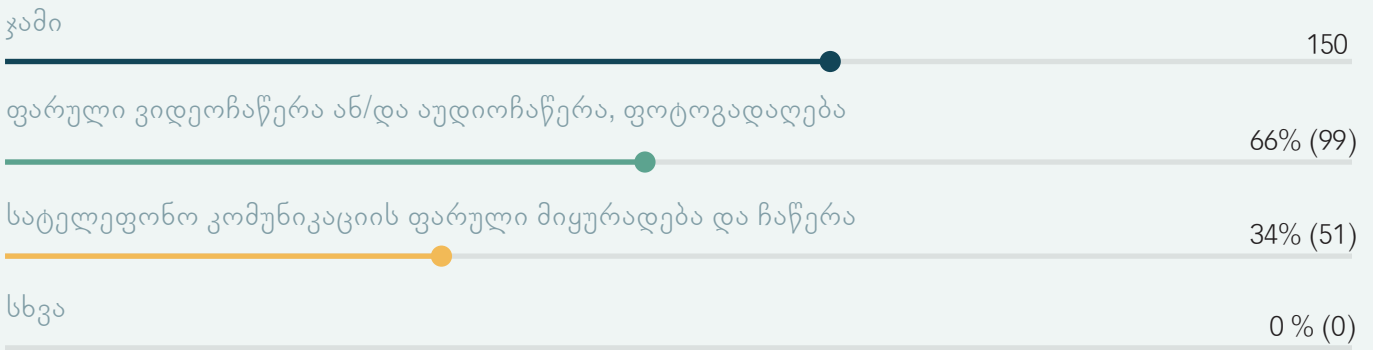 ჯამი
150
ფარული ვიდეოჩაწერა ან/და აუდიოჩაწერა, ფოტოგადაღება
66% (99)
სატელეფონო კომუნიკაციის ფარული მიყურადება და ჩაწერა
34% (51)
სხვა
0 % (0)